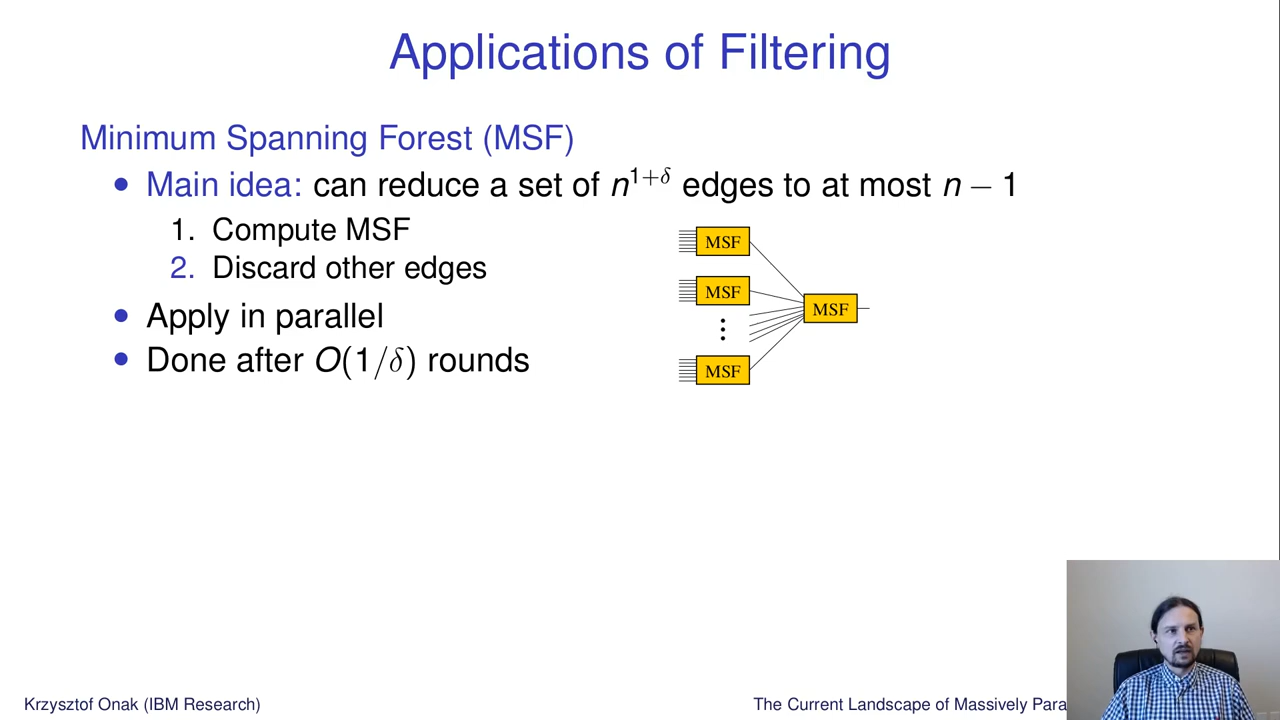 Applications of Filtering
Minimum Spanning Forest (MSF)
• Main idea: can reduce a set of n^{1+δ} edges to at most n − 1
1. Compute MSF
2. Discard other edges
• Apply in parallel
• Done after O(1/δ) rounds
MSF
MSF
⋮
MSF
MSF
Krzysztof Onak (IBM Research)
The Current Landscape of Massively Para